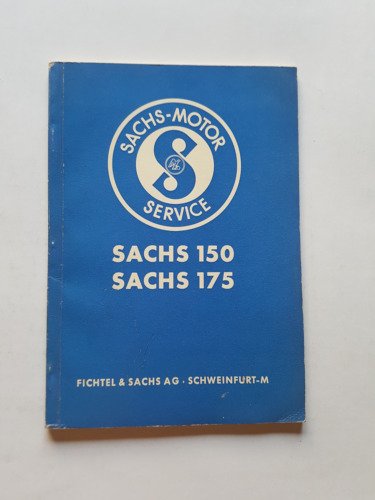 SACHS-MOTOR
SERVICE
SACHS 150
SACHS 175
FICHTEL & SACHS AG · SCHWEINFURT-M